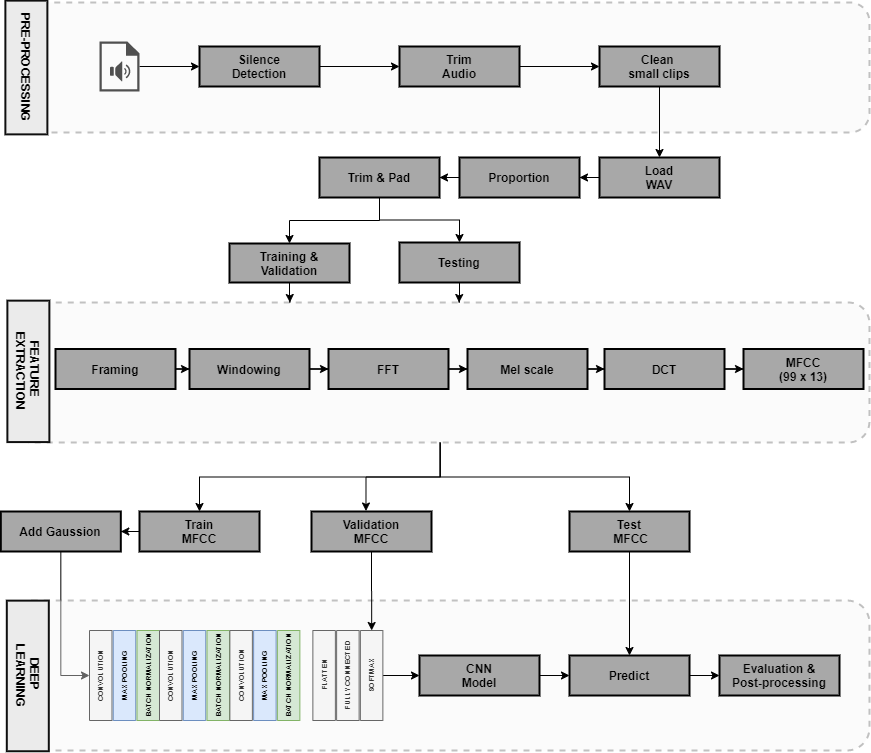 PRE-PROCESSING
Silence
Detection
Trim
Audio
Clean
small clips
Trim & Pad
Proportion
Load
WAV
Training &
Validation
Testing
FEATURE
EXTRACTION
Framing
Windowing
FFT
Mel scale
DCT
MFCC
(99 x 13)
Add Gaussion
Train
MFCC
Validation
MFCC
Test
MFCC
DEEP
LEARNING
CONVOLUTION
MAX POOLING
BATCH NORMALIZATION
CONVOLUTION
MAX POOLING
BATCH NORMALIZATION
CONVOLUTION
MAX POOLING
BATCH NORMALIZATION
FLATTEN
FULLY CONNECTED
SOFTMAX
CNN
Model
Predict
Evaluation &
Post-processing